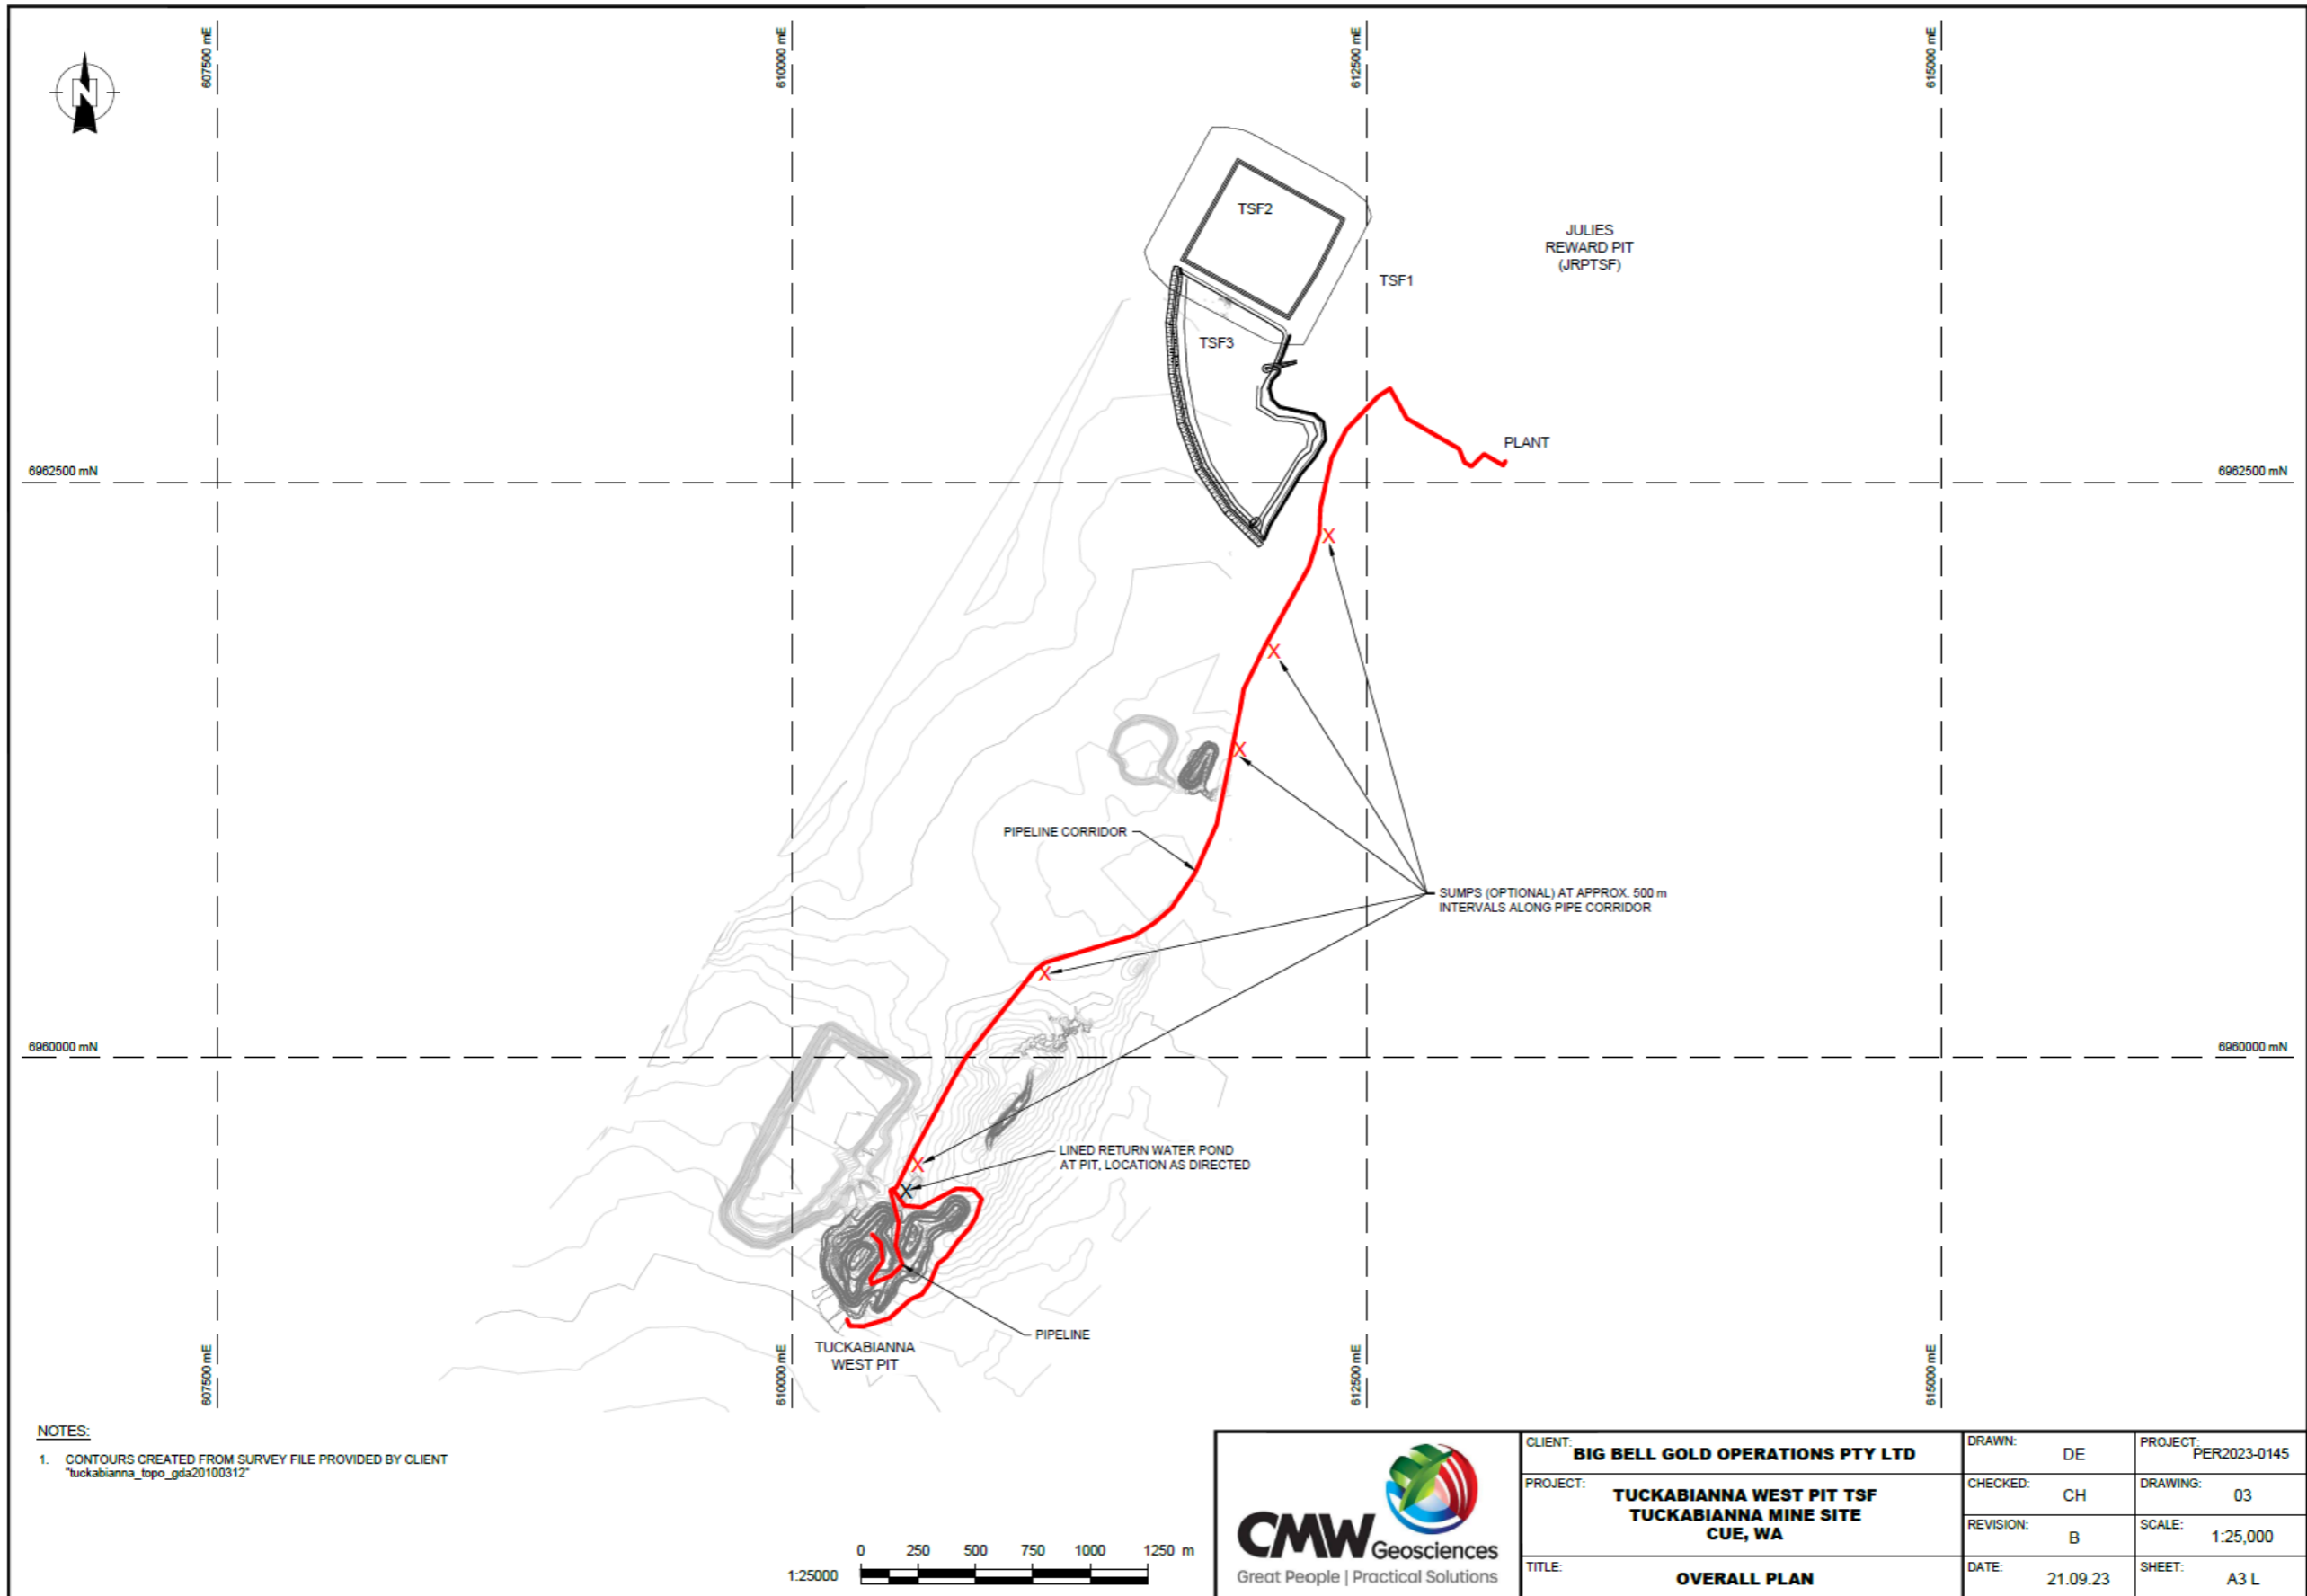 607500 mE
610000 mE
612500 mE
615000 mE
N
TSF2
JULIES
REWARD PIT
(JRPTSF)
TSF1
TSF3
PLANT
6962500 mN
6962500 mN
PIPELINE CORRIDOR
SUMPS (OPTIONAL) AT APPROX. 500 m
INTERVALS ALONG PIPE CORRIDOR
6960000 mN
6960000 mN
LINED RETURN WATER POND
AT PIT, LOCATION AS DIRECTED
PIPELINE
TUCKABIANNA
WEST PIT
607500 mE
610000 mE
612500 mE
615000 mE
NOTES:
1. CONTOURS CREATED FROM SURVEY FILE PROVIDED BY CLIENT
"tuckabianna_topo_gda20100312"
0 250 500 750 1000 1250 m
1:25000
CMW Geosciences
Great People | Practical Solutions
CLIENT: BIG BELL GOLD OPERATIONS PTY LTD
PROJECT: TUCKABIANNA WEST PIT TSF
TUCKABIANNA MINE SITE
CUE, WA
TITLE: OVERALL PLAN
DRAWN: DE
PROJECT: PER2023-0145
CHECKED: CH
DRAWING: 03
REVISION: B
SCALE: 1:25,000
DATE: 21.09.23
SHEET: A3 L